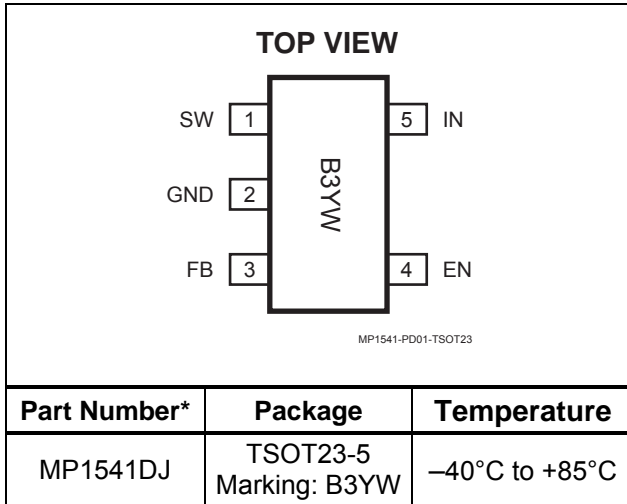 TOP VIEW
SW 1 5 IN
B3YW
GND 2
FB 3 4 EN
MP1541-PD01-TSOT23
Part Number* Package Temperature
MP1541DJ TSOT23-5 –40°C to +85°C
Marking: B3YW